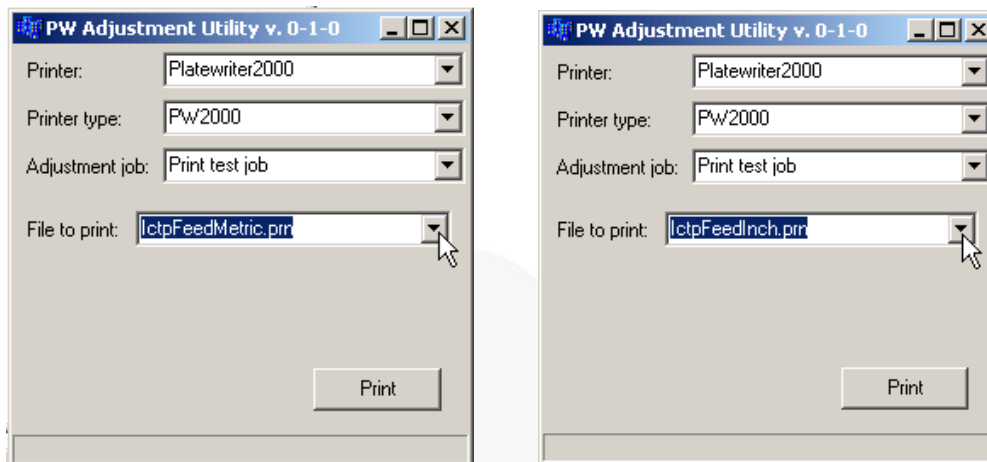 PW Adjustment Utility v. 0-1-0
Printer: Platewriter2000
Printer type: PW2000
Adjustment job: Print test job
File to print: IctpFeedMetric.prn
Print
PW Adjustment Utility v. 0-1-0
Printer: Platewriter2000
Printer type: PW2000
Adjustment job: Print test job
File to print: IctpFeedInch.prn
Print